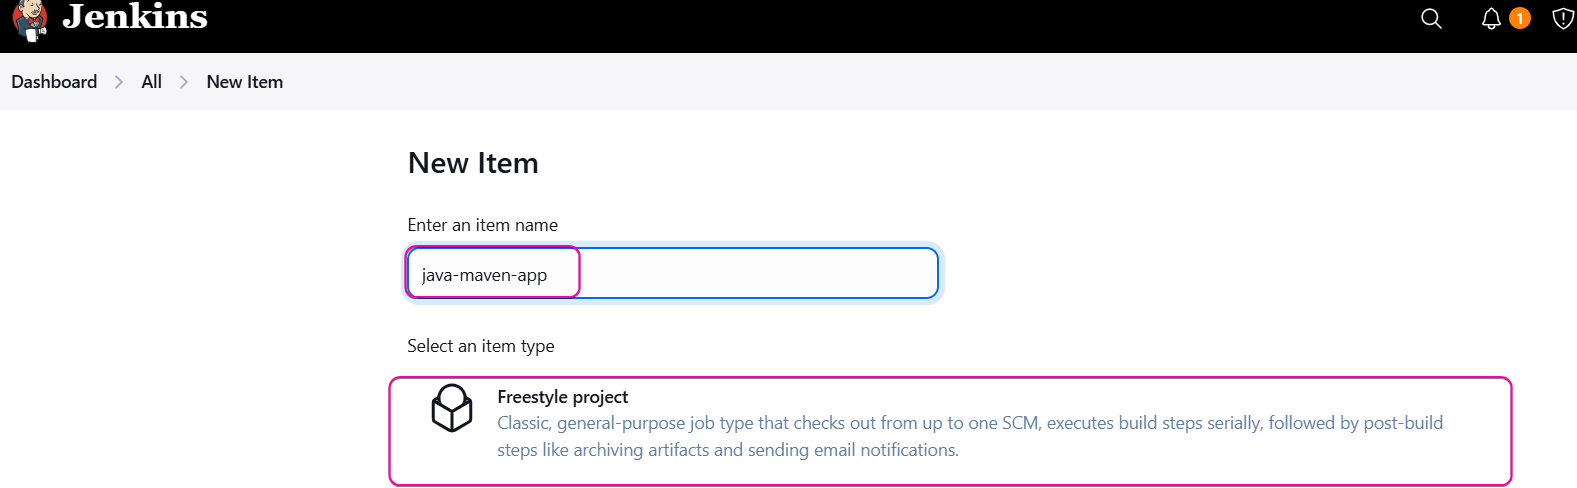 Jenkins
1
Dashboard > All > New Item
New Item
Enter an item name
java-maven-app
Select an item type
Freestyle project
Classic, general-purpose job type that checks out from up to one SCM, executes build steps serially, followed by post-build
steps like archiving artifacts and sending email notifications.